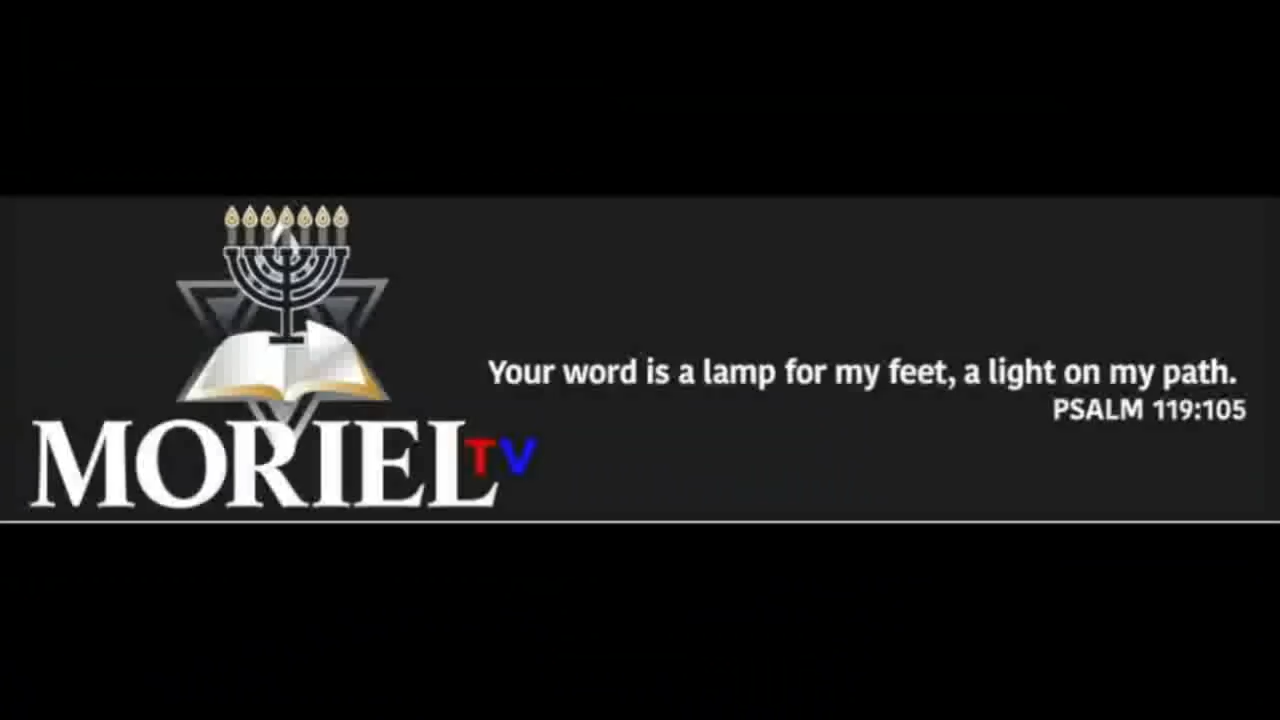 Your word is a lamp for my feet, a light on my path.
PSALM 119:105
MORIEL TV